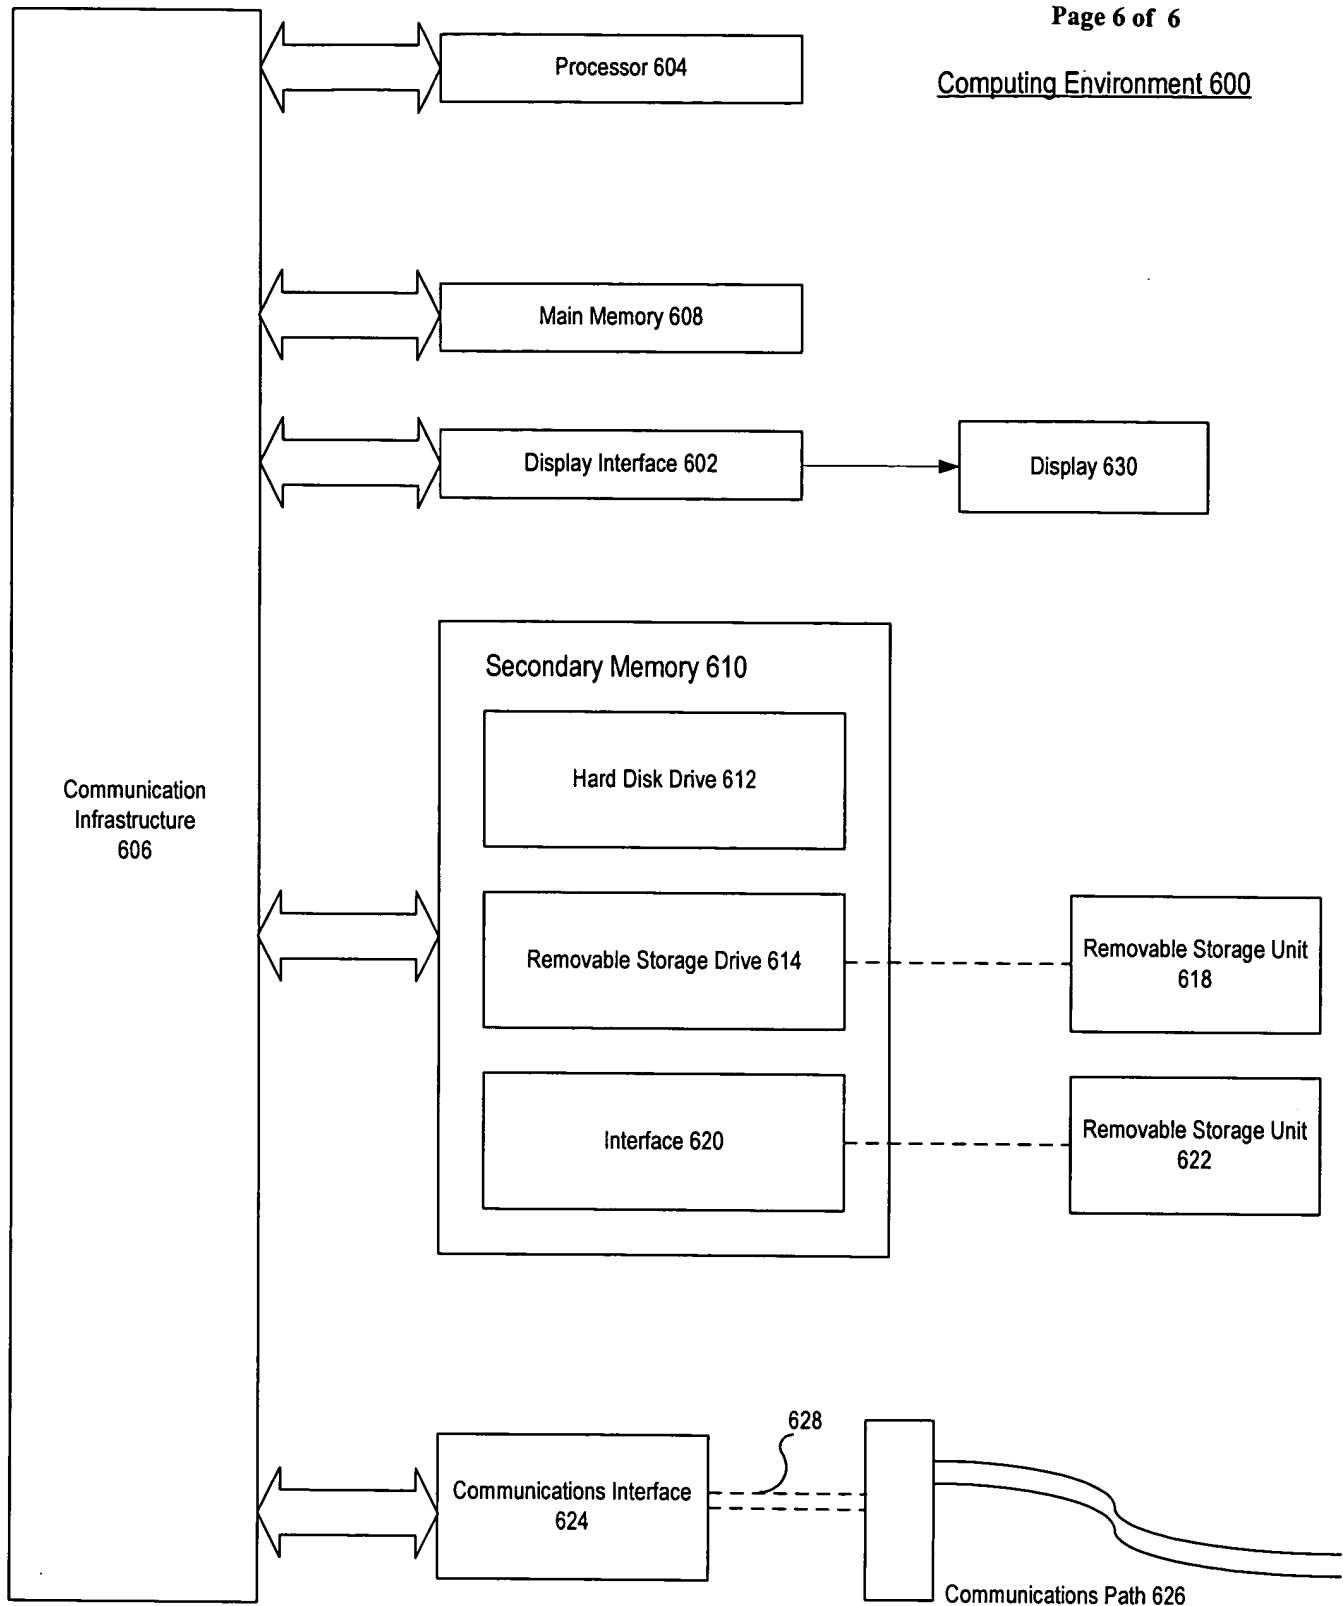 Page 6 of 6
Computing Environment 600
Processor 604
Main Memory 608
Display Interface 602
Display 630
Secondary Memory 610
Hard Disk Drive 612
Communication
Infrastructure
606
Removable Storage Drive 614
Removable Storage Unit
618
Interface 620
Removable Storage Unit
622
628
Communications Interface
624
Communications Path 626